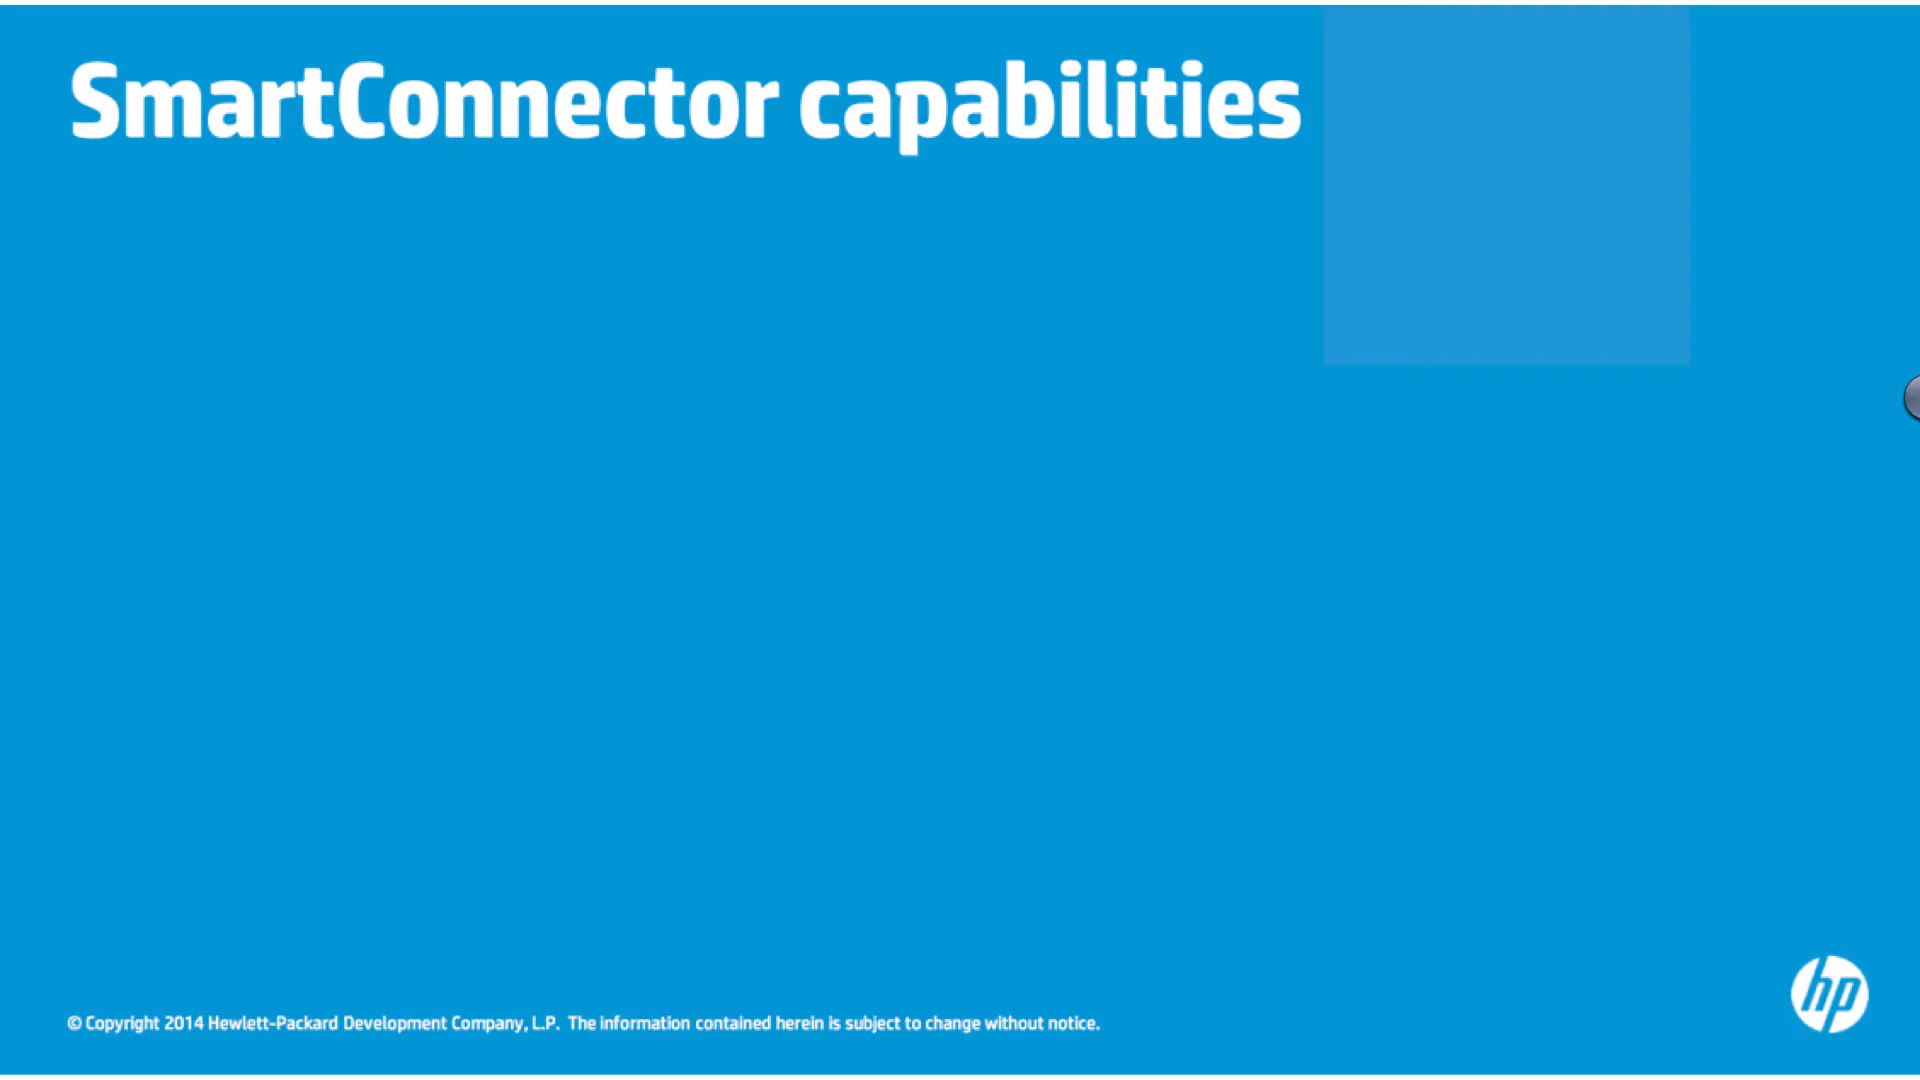 SmartConnector capabilities
hp
© Copyright 2014 Hewlett-Packard Development Company, L.P. The information contained herein is subject to change without notice.